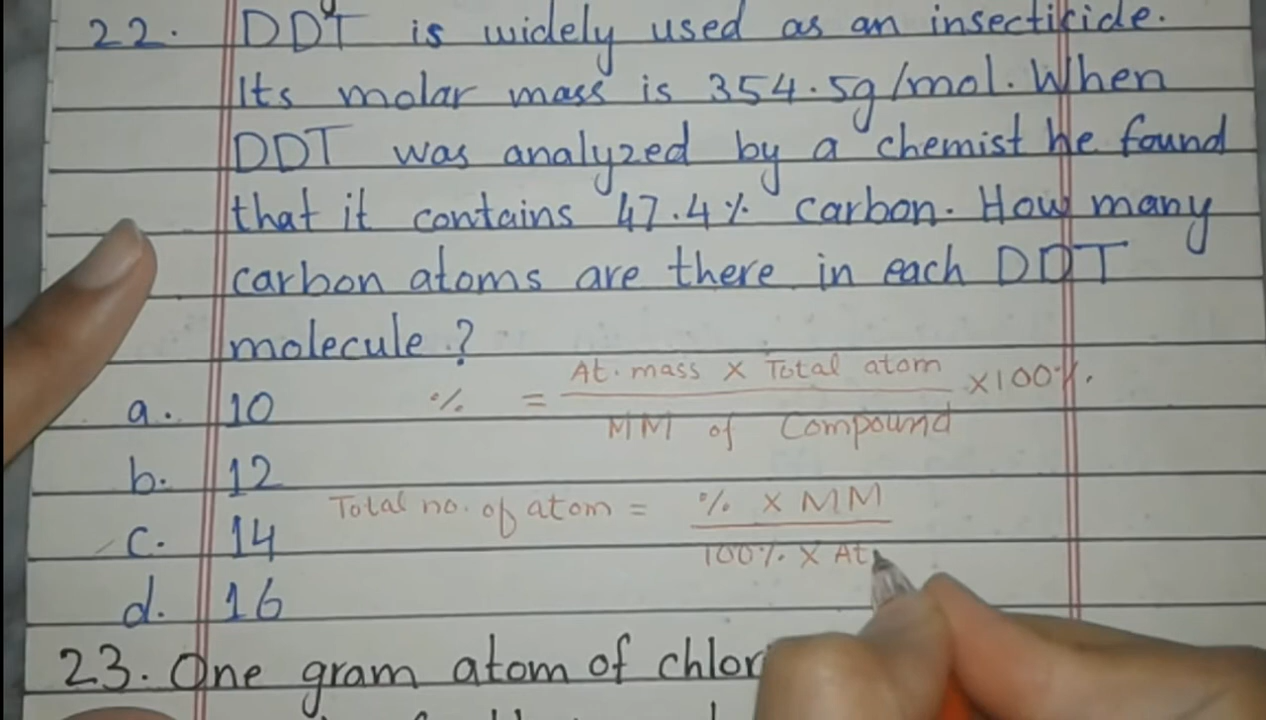 22. DDT is widely used as an insecticide.
Its molar mass is 354.5g/mol. When
DDT was analyzed by a chemist he found
that it contains 47.4% carbon. How many
carbon atoms are there in each DDT
molecule?
At. mass x Total atom
% = x100%.
MM of Compound
a. 10
b. 12
Total no. of atom = % x MM
100% x At
c. 14
d. 16
23. One gram atom of chlor